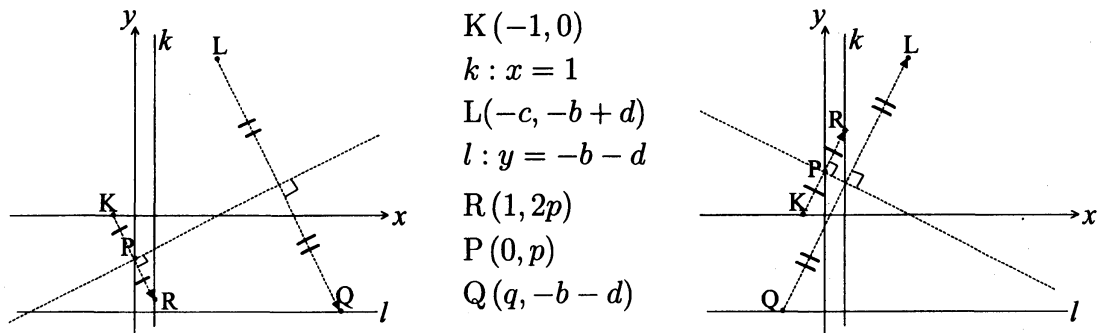 y
k
L
K
P
R
Q
x
l
K(−1, 0)
k : x = 1
L(−c, −b + d)
l : y = −b − d
R(1, 2p)
P(0, p)
Q(q, −b − d)
y
k
L
R
P
K
x
Q
l